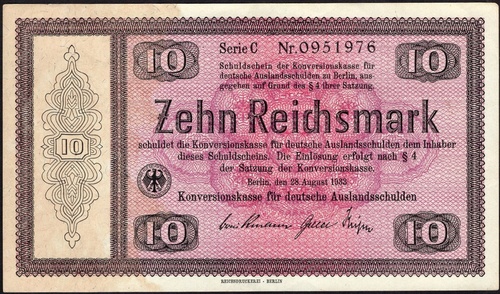 10
Serie C Nr. 0951976
10
Schuldschein der Konversionskasse für
deutsche Auslandsschulden zu Berlin, aus-
gegeben auf Grund des § 4 ihrer Satzung.
Zehn Reichsmark
10
schuldet die Konversionskasse für deutsche Auslandsschulden dem Inhaber
dieses Schuldscheins. Die Einlösung erfolgt nach § 4
der Satzung der Konversionskasse.
Berlin, den 28. August 1933
Konversionskasse für deutsche Auslandsschulden
10
10
REICHSDRUCKEREI - BERLIN